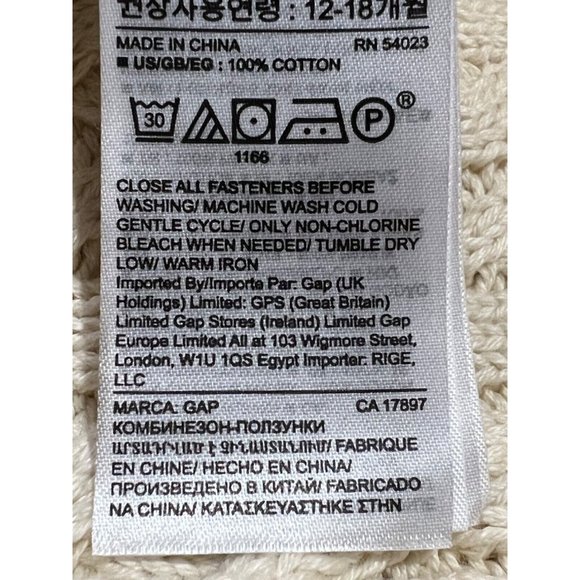 권장사용연령 : 12-18개월
MADE IN CHINA RN 54023
■ US/GB/EG : 100% COTTON
30 P ®
1166
CLOSE ALL FASTENERS BEFORE
WASHING/ MACHINE WASH COLD
GENTLE CYCLE/ ONLY NON-CHLORINE
BLEACH WHEN NEEDED/ TUMBLE DRY
LOW/ WARM IRON
Imported By/Importe Par: Gap (UK
Holdings) Limited: GPS (Great Britain)
Limited Gap Stores (Ireland) Limited Gap
Europe Limited All at 103 Wigmore Street,
London, W1U 1QS Egypt Importer: RIGE,
LLC
MARCA: GAP CA 17897
КОМБИНЕЗОН-ПОЛЗУНКИ
ԱՐՏԱԴՐՎԱԾ Է ՉԻՆԱՍՏԱՆՈՒՄ/ FABRIQUE
EN CHINE/ HECHO EN CHINA/
ПРОИЗВЕДЕНО В КИТАЙ/ FABRICADO
NA CHINA/ ΚΑΤΑΣΚΕΥΑΣΤΗΚΕ ΣΤΗΝ